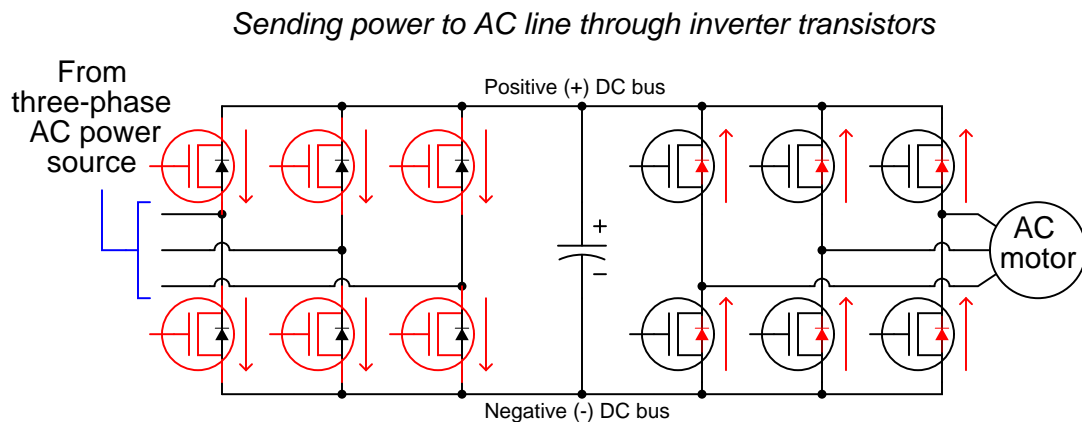 Sending power to AC line through inverter transistors
From
three-phase
AC power
source
Positive (+) DC bus
+
-
AC
motor
Negative (-) DC bus